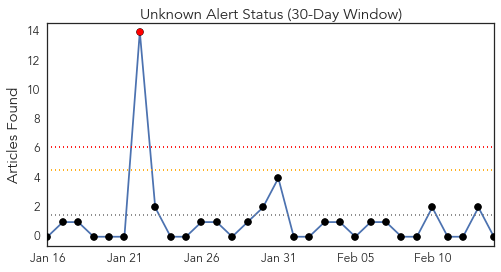 Unknown Alert Status (30-Day Window)
Articles Found
14
12
10
8
6
4
2
0
Jan 16 Jan 21 Jan 26 Jan 31 Feb 05 Feb 10